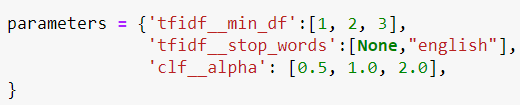 parameters = {'tfidf__min_df':[1, 2, 3],
'tfidf__stop_words':[None,"english"],
'clf__alpha': [0.5, 1.0, 2.0],
}